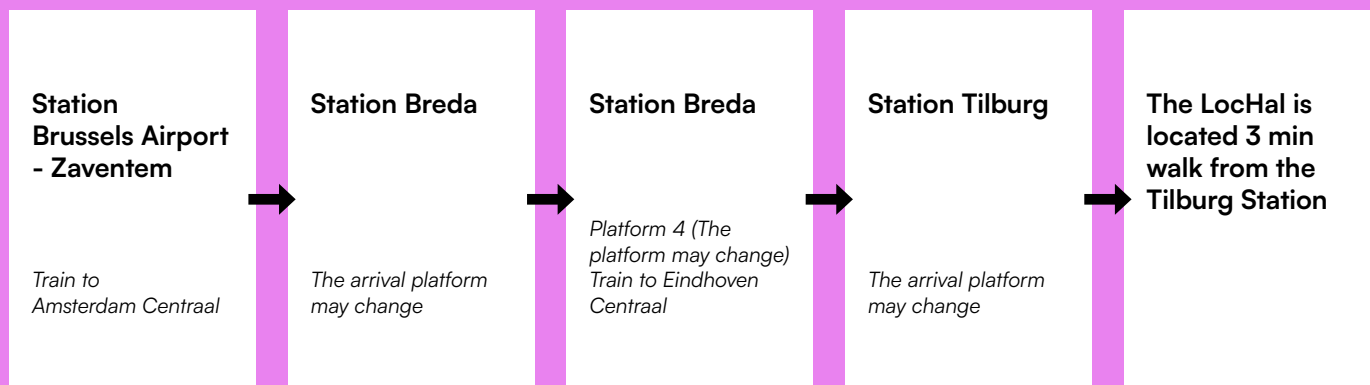 Station
Brussels Airport
- Zaventem
Train to
Amsterdam Centraal
Station Breda
The arrival platform
may change
Station Breda
Platform 4 (The
platform may change)
Train to Eindhoven
Centraal
Station Tilburg
The arrival platform
may change
The LocHal is
located 3 min
walk from the
Tilburg Station